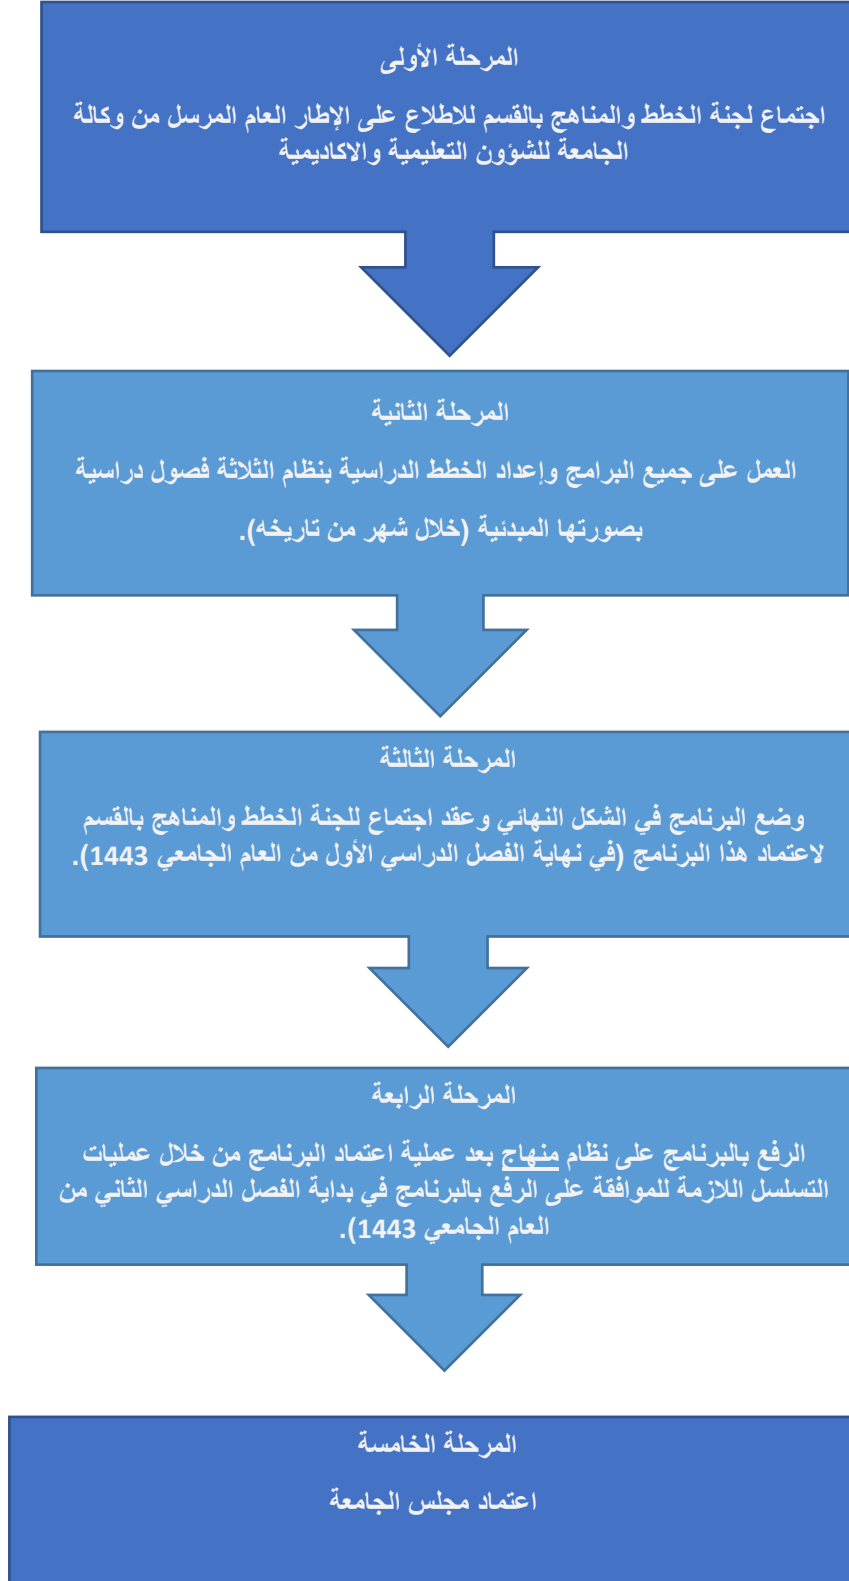 المرحلة الأولى
اجتماع لجنة الخطط والمناهج بالقسم للاطلاع على الإطار العام المرسل من وكالة
الجامعة للشؤون التعليمية والاكاديمية
المرحلة الثانية
العمل على جميع البرامج وإعداد الخطط الدراسية بنظام الثلاثة فصول دراسية
بصورتها المبدئية (خلال شهر من تاريخه).
المرحلة الثالثة
وضع البرنامج في الشكل النهائي وعقد اجتماع للجنة الخطط والمناهج بالقسم
لاعتماد هذا البرنامج (في نهاية الفصل الدراسي الأول من العام الجامعي 1443).
المرحلة الرابعة
الرفع بالبرنامج على نظام منهاج بعد عملية اعتماد البرنامج من خلال عمليات
التسلسل اللازمة للموافقة على الرفع بالبرنامج في بداية الفصل الدراسي الثاني من
العام الجامعي 1443).
المرحلة الخامسة
اعتماد مجلس الجامعة